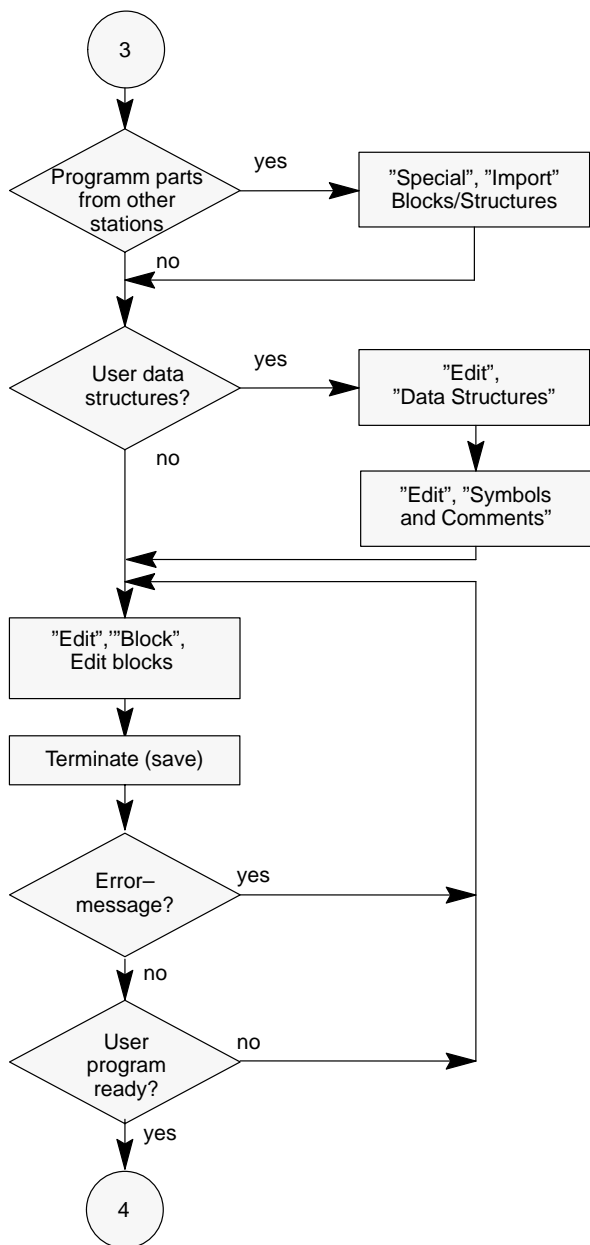 3
Programm parts
from other
stations
yes
”Special”, ”Import”
Blocks/Structures
no
User data
structures?
yes
”Edit”,
”Data Structures”
no
”Edit”, ”Symbols
and Comments”
”Edit”,’”Block”,
Edit blocks
Terminate (save)
Error–
message?
yes
no
User
program
ready?
no
yes
4